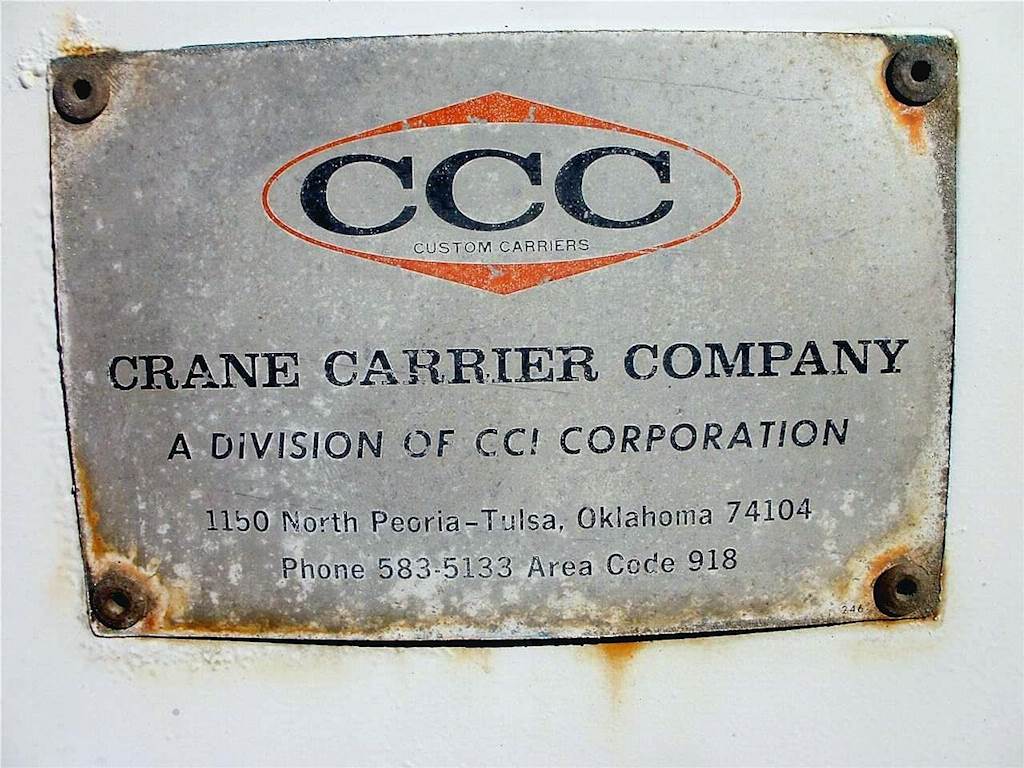 CCC
CUSTOM CARRIERS
CRANE CARRIER COMPANY
A DIVISION OF CCI CORPORATION
1150 North Peoria-Tulsa, Oklahoma 74104
Phone 583-5133 Area Code 918
246